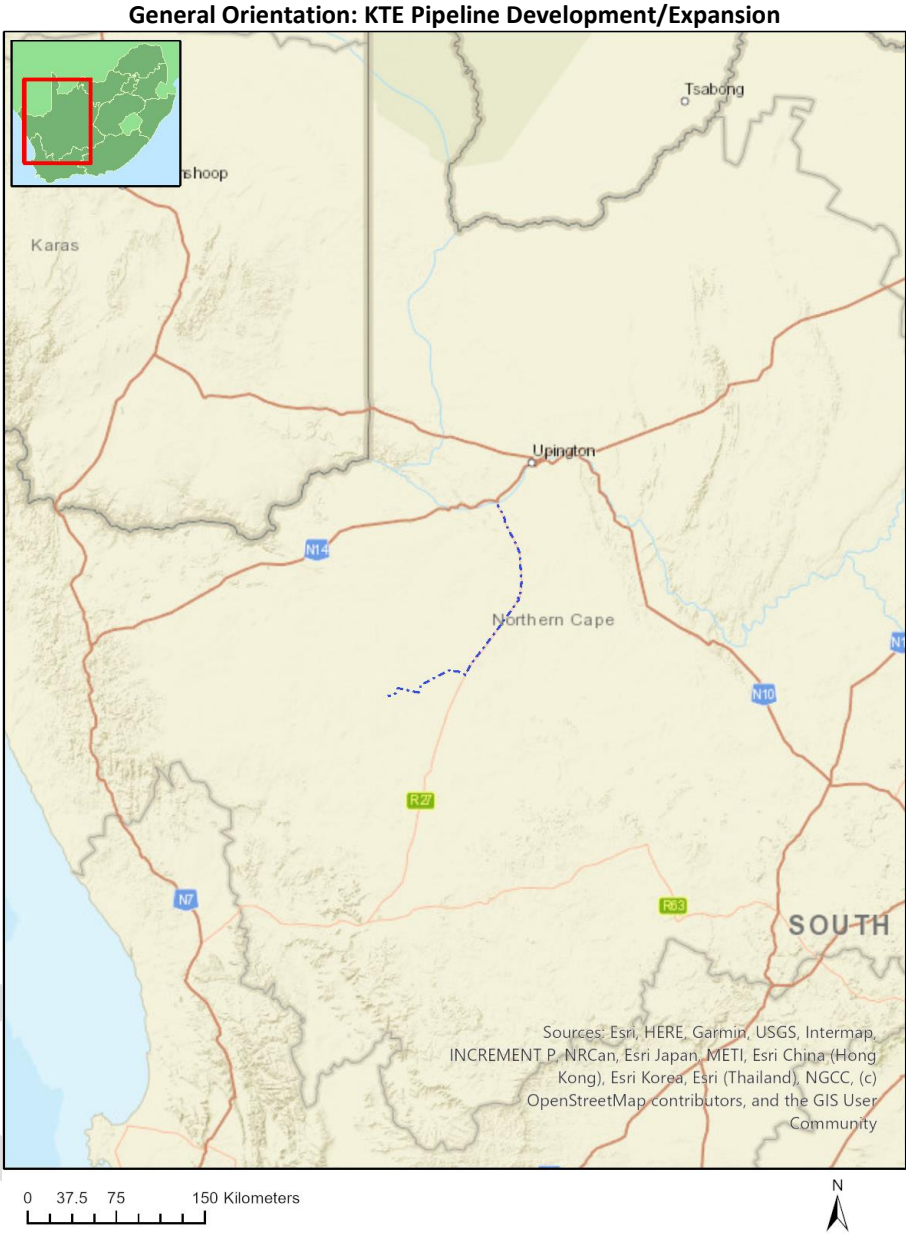 General Orientation: KTE Pipeline Development/Expansion
Tsabong
Karas
Upington
N14
Northern Cape
N10
R27
N7
R63
SOUTH
Sources: Esri, HERE, Garmin, USGS, Intermap,
INCREMENT P, NRCan, Esri Japan, METI, Esri China (Hong
Kong), Esri Korea, Esri (Thailand), NGCC, (c)
OpenStreetMap contributors, and the GIS User
Community
0 37.5 75 150 Kilometers
N